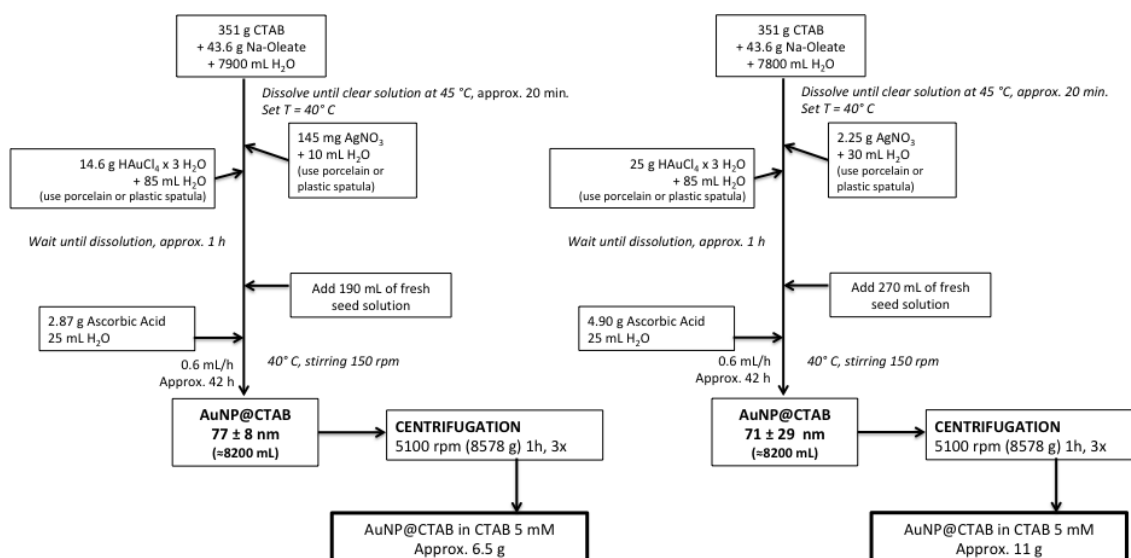 351 g CTAB
+ 43.6 g Na-Oleate
+ 7900 mL H₂O
Dissolve until clear solution at 45 °C, approx. 20 min.
Set T = 40° C
145 mg AgNO₃
+ 10 mL H₂O
(use porcelain or
plastic spatula)
14.6 g HAuCl₄ x 3 H₂O
+ 85 mL H₂O
(use porcelain or plastic spatula)
Wait until dissolution, approx. 1 h
Add 190 mL of fresh
seed solution
2.87 g Ascorbic Acid
25 mL H₂O
0.6 mL/h
Approx. 42 h
40° C, stirring 150 rpm
AuNP@CTAB
77 ± 8 nm
(≈8200 mL)
CENTRIFUGATION
5100 rpm (8578 g) 1h, 3x
AuNP@CTAB in CTAB 5 mM
Approx. 6.5 g
351 g CTAB
+ 43.6 g Na-Oleate
+ 7800 mL H₂O
Dissolve until clear solution at 45 °C, approx. 20 min.
Set T = 40° C
2.25 g AgNO₃
+ 30 mL H₂O
(use porcelain or
plastic spatula)
25 g HAuCl₄ x 3 H₂O
+ 85 mL H₂O
(use porcelain or plastic spatula)
Wait until dissolution, approx. 1 h
Add 270 mL of fresh
seed solution
4.90 g Ascorbic Acid
25 mL H₂O
0.6 mL/h
Approx. 42 h
40° C, stirring 150 rpm
AuNP@CTAB
71 ± 29 nm
(≈8200 mL)
CENTRIFUGATION
5100 rpm (8578 g) 1h, 3x
AuNP@CTAB in CTAB 5 mM
Approx. 11 g